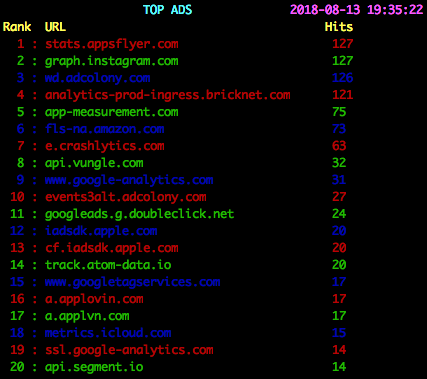 TOP ADS 2018-08-13 19:35:22
Rank URL Hits
1 : stats.appsflyer.com 127
2 : graph.instagram.com 127
3 : wd.adcolony.com 126
4 : analytics-prod-ingress.bricknet.com 121
5 : app-measurement.com 75
6 : fls-na.amazon.com 73
7 : e.crashlytics.com 63
8 : api.vungle.com 32
9 : www.google-analytics.com 31
10 : events3alt.adcolony.com 27
11 : googleads.g.doubleclick.net 24
12 : iadsdk.apple.com 20
13 : cf.iadsdk.apple.com 20
14 : track.atom-data.io 20
15 : www.googletagservices.com 17
16 : a.applovin.com 17
17 : a.applvn.com 17
18 : metrics.icloud.com 15
19 : ssl.google-analytics.com 14
20 : api.segment.io 14